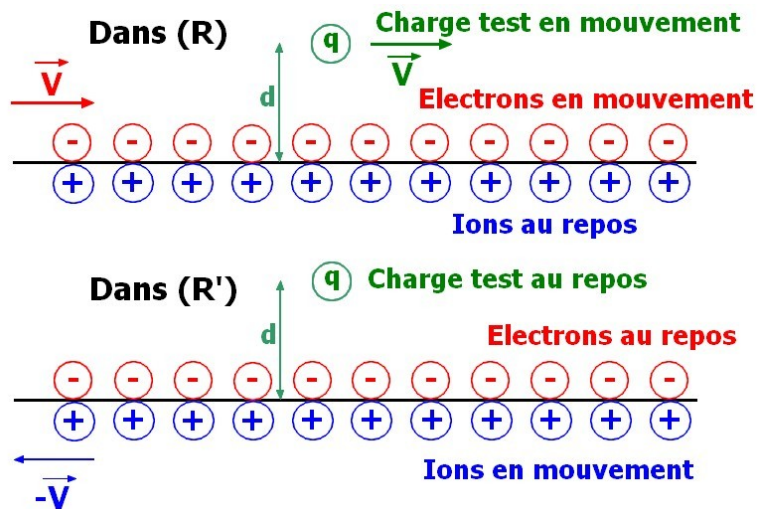 Dans (R)
q
Charge test en mouvement
V
V
d
Electrons en mouvement
- - - - - - - - - - -
+ + + + + + + + + + +
Ions au repos
Dans (R')
q
Charge test au repos
d
Electrons au repos
- - - - - - - - - - -
+ + + + + + + + + + +
-V
Ions en mouvement